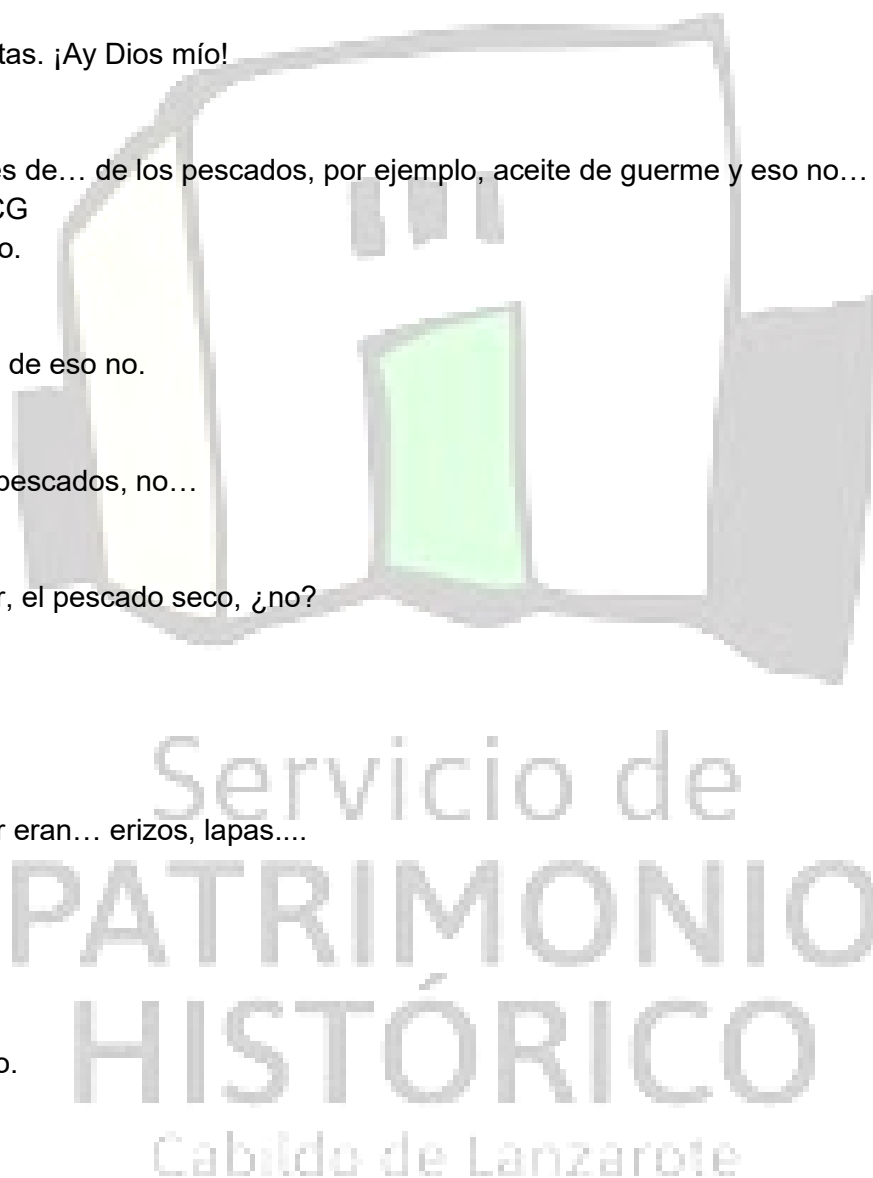 tas. ¡Ay Dios mío!
s de… de los pescados, por ejemplo, aceite de guerme y eso no…
CG
o.
de eso no.
pescados, no…
r, el pescado seco, ¿no?
Servicio de
r eran… erizos, lapas....
PATRIMONIO
HISTÓRICO
o.
Cabildo de Lanzarote